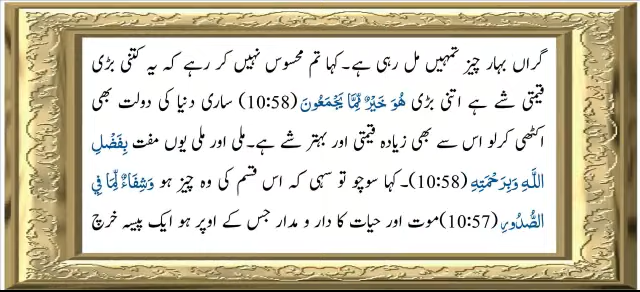 گراں بہار چیز تمہیں مل رہی ہے۔ کہا تم محسوس نہیں کر رہے کہ یہ کتنی بڑی
قیمتی شے ہے اتنی بڑی هُوَ خَيْرٌ مِّمَّا يَجْمَعُونَ (10:58) ساری دنیا کی دولت بھی
اکٹھی کرلو اس سے بھی زیادہ قیمتی اور بہتر شے ہے۔ ملی اور ملی یوں مفت بِفَضْلِ
اللَّهِ وَبِرَحْمَتِهِ (10:58)۔ کہا سوچو تو سہی کہ اس قسم کی وہ چیز ہو وَشِفَاءٌ لِّمَا فِي
الصُّدُورِ (10:57) موت اور حیات کا دار و مدار جس کے اوپر ہو ایک پیسہ خرچ